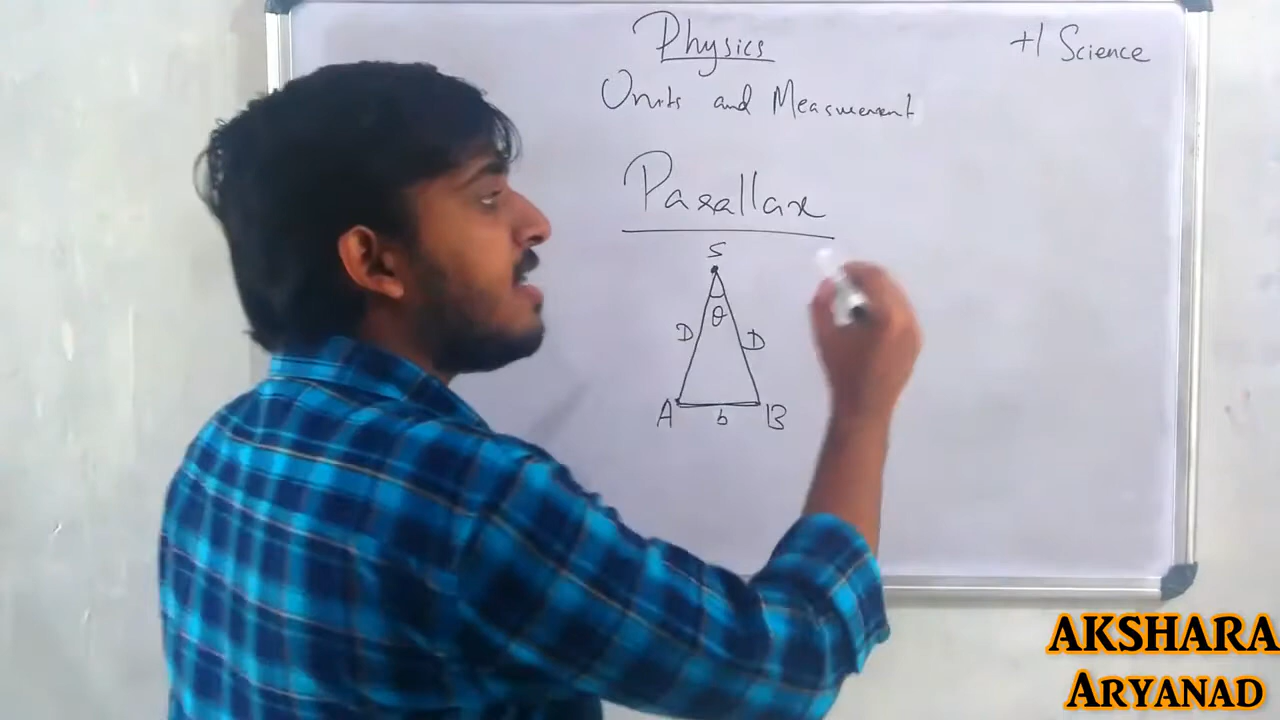 Physics
+1 Science
Units and Measurement
Parallax
S
θ
D
D
A
b
B
AKSHARA
ARYANAD